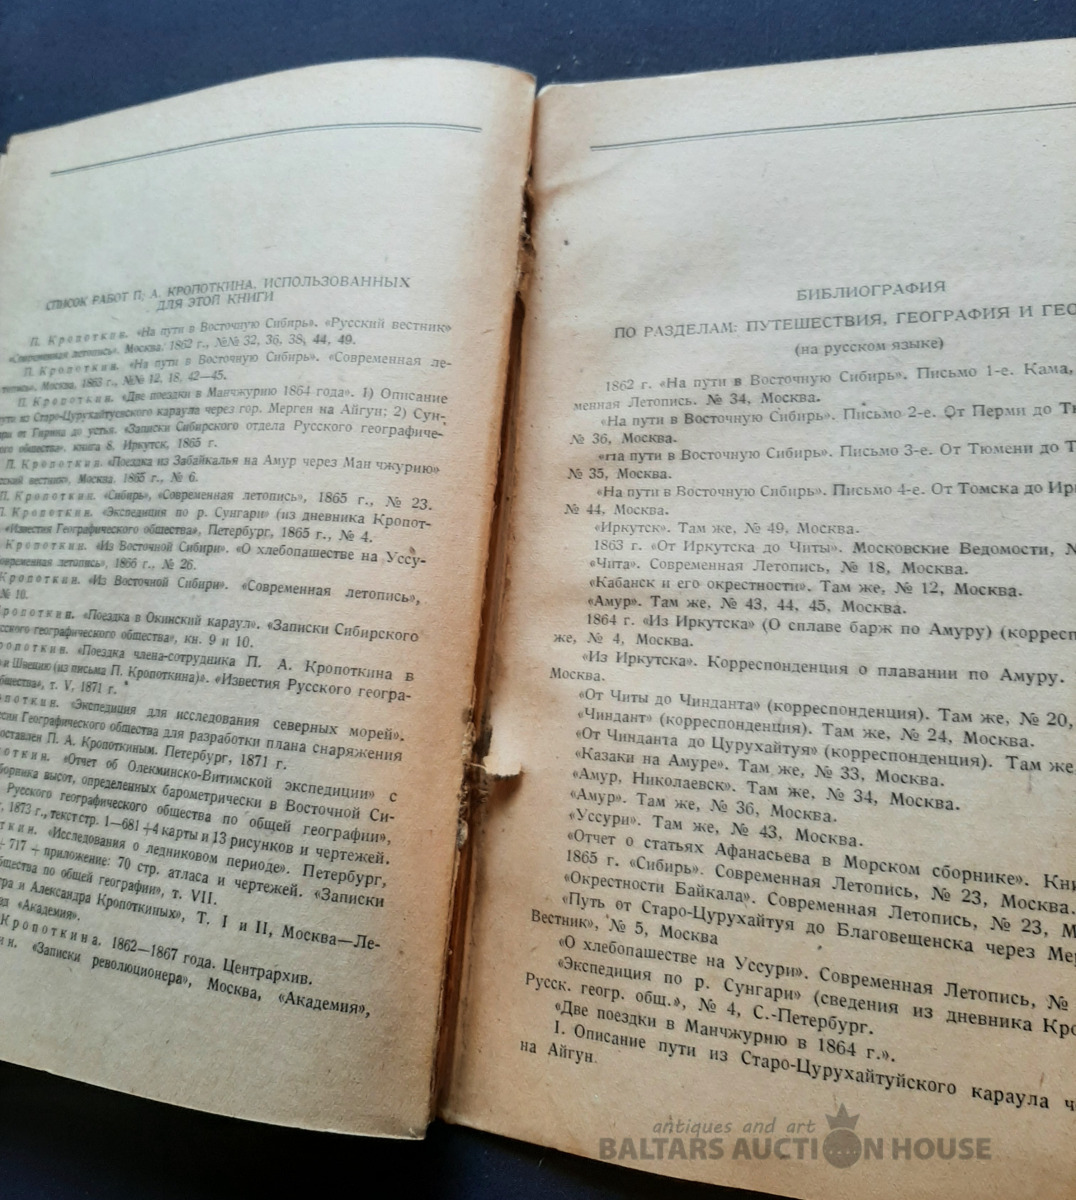 СПИСОК РАБОТ П. А. КРОПОТКИНА, ИСПОЛЬЗОВАННЫХ
ДЛЯ ЭТОЙ КНИГИ
П. Кропоткин. «На пути в Восточную Сибирь». «Русский вестник»
«Современная летопись». Москва. 1862 г., №№ 32, 36, 38, 44, 49.
П. Кропоткин. «На пути в Восточную Сибирь». «Современная ле-
топись». Москва, 1863 г., №№ 12, 18, 42—45.
П. Кропоткин. «Две поездки в Манчжурию 1864 года». 1) Описание
пути из Старо-Цурухайтуевского караула через гор. Мерген на Айгун; 2) Сун-
гари от Гирина до устья. «Записки Сибирского отдела Русского географиче-
ского общества», книга 8. Иркутск, 1865 г.
П. Кропоткин. «Поездка из Забайкалья на Амур через Ман чжурию»
вестник», Москва. 1865 г., № 6.
П. Кропоткин. «Сибирь», «Современная летопись», 1865 г., № 23.
П. Кропоткин. «Экспедиция по р. Сунгари» (из дневника Кропот-
«Известия Географического общества», Петербург, 1865 г., № 4.
Кропоткин. «Из Восточной Сибири». «О хлебопашестве на Уссу-
летопись», 1866 г., № 26.
Кропоткин. «Из Восточной Сибири». «Современная летопись»,
№ 10.
Кропоткин. «Поездка в Окинский караул». «Записки Сибирского
географического общества», кн. 9 и 10.
«Поездка члена-сотрудника П. А. Кропоткина в
и Швецию (из письма П. Кропоткина)». «Известия Русского геогра-
т. V, 1871 г.
«Экспедиция для исследования северных морей».
Географического общества для разработки плана снаряжения
П. А. Кропоткиным. Петербург, 1871 г.
«Отчет об Олекминско-Витимской экспедиции» с
высот, определенных барометрически в Восточной Си-
Русского географического общества по общей географии»,
1873 г., текст стр. 1—681+4 карты и 13 рисунков и чертежей.
«Исследования о ледниковом периоде». Петербург,
+ 717 + приложение: 70 стр. атласа и чертежей. «Записки
по общей географии», т. VII.
и Александра Кропоткиных», Т. I и II, Москва—Ле-
«Академия».
Кропоткина. 1862—1867 года. Центрархив.
«Записки революционера», Москва, «Академия»,
БИБЛИОГРАФИЯ
ПО РАЗДЕЛАМ: ПУТЕШЕСТВИЯ, ГЕОГРАФИЯ И ГЕО
(на русском языке)
1862 г. «На пути в Восточную Сибирь». Письмо 1-е. Кама,
менная Летопись. № 34, Москва.
«На пути в Восточную Сибирь». Письмо 2-е. От Перми до Тю
№ 36, Москва.
«На пути в Восточную Сибирь». Письмо 3-е. От Тюмени до Т
№ 35, Москва.
«На пути в Восточную Сибирь». Письмо 4-е. От Томска до Ир
№ 44, Москва.
«Иркутск». Там же, № 49, Москва.
1863 г. «От Иркутска до Читы». Московские Ведомости, №
«Чита». Современная Летопись, № 18, Москва.
«Кабанск и его окрестности». Там же, № 12, Москва.
«Амур». Там же, № 43, 44, 45, Москва.
1864 г. «Из Иркутска» (О сплаве барж по Амуру) (корресп
же, № 4, Москва.
«Из Иркутска». Корреспонденция о плавании по Амуру.
Москва.
«От Читы до Чинданта» (корреспонденция). Там же, № 20,
«Чиндант» (корреспонденция). Там же, № 24, Москва.
«От Чинданта до Цурухайтуя» (корреспонденция). Там же,
«Казаки на Амуре». Там же, № 33, Москва.
«Амур, Николаевск». Там же, № 34, Москва.
«Амур». Там же, № 36, Москва.
«Уссури». Там же, № 43, Москва.
«Отчет о статьях Афанасьева в Морском сборнике». Кни
1865 г. «Сибирь». Современная Летопись, № 23, Москва.
«Окрестности Байкала». Современная Летопись, № 23, М
«Путь от Старо-Цурухайтуя до Благовещенска через Мер
Вестник», № 5, Москва
«О хлебопашестве на Уссури». Современная Летопись, №
«Экспедиция по р. Сунгари» (сведения из дневника Кро
Русск. геогр. общ.», № 4, С.-Петербург.
«Две поездки в Манчжурию в 1864 г.».
I. Описание пути из Старо-Цурухайтуйского караула ч
на Айгун.
antiques and art
BALTARS AUCTION HOUSE